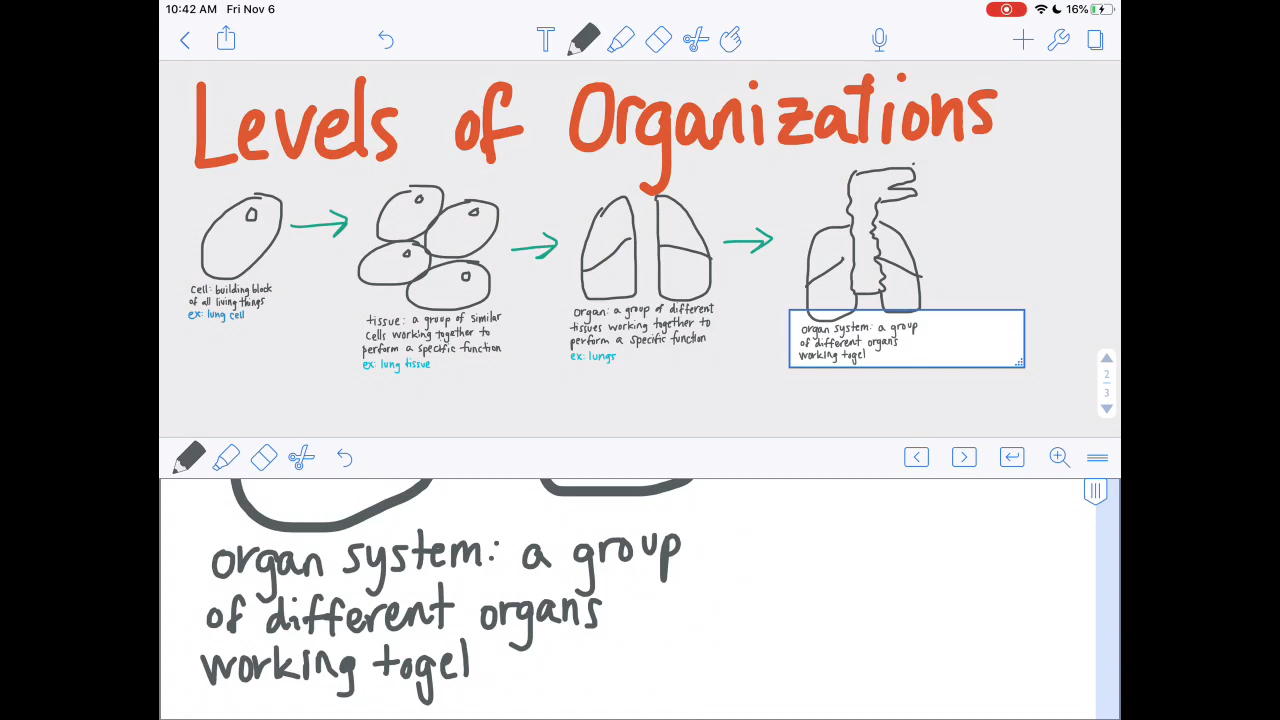 10:42 AM Fri Nov 6
16%
T
Levels of Organizations
cell: building block
of all living things
ex: lung cell
tissue: a group of similar
cells working together to
perform a specific function
ex: lung tissue
organ: a group of different
tissues working together to
perform a specific function
ex: lungs
organ system: a group
of different organs
working togel
2
3
organ system: a group
of different organs
working togel